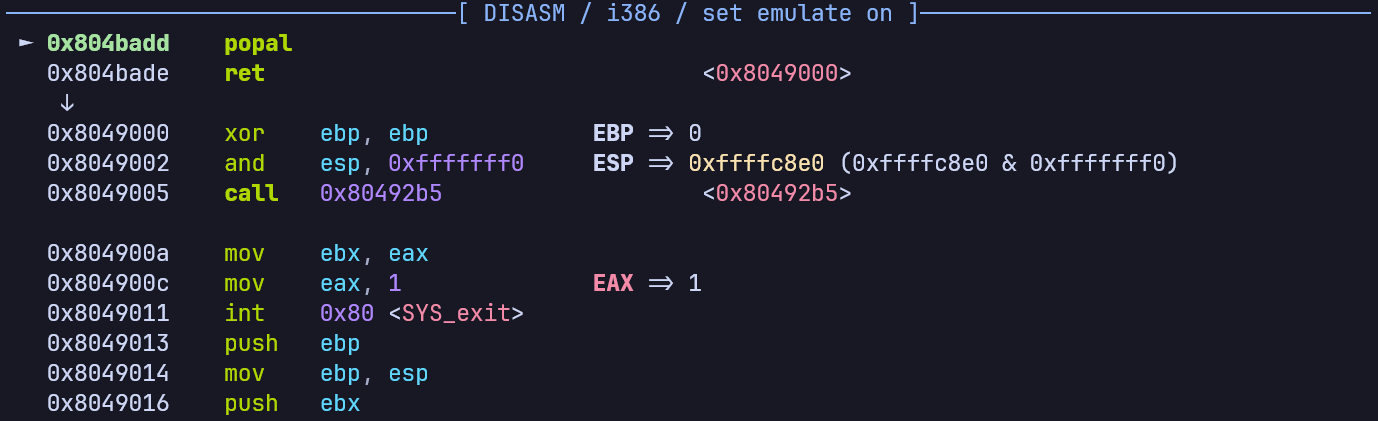 [ DISASM / i386 / set emulate on ]
► 0x804badd popal
0x804bade ret <0x8049000>
↓
0x8049000 xor ebp, ebp EBP => 0
0x8049002 and esp, 0xfffffff0 ESP => 0xffffc8e0 (0xffffc8e0 & 0xfffffff0)
0x8049005 call 0x80492b5 <0x80492b5>
0x804900a mov ebx, eax
0x804900c mov eax, 1 EAX => 1
0x8049011 int 0x80 <SYS_exit>
0x8049013 push ebp
0x8049014 mov ebp, esp
0x8049016 push ebx